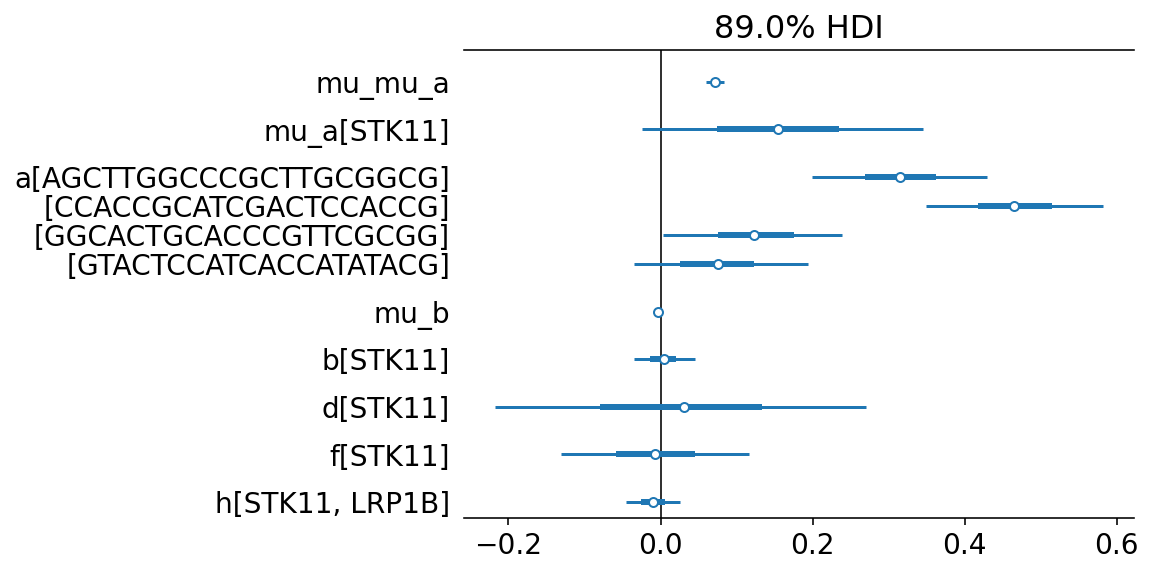 89.0% HDI
mu_mu_a
mu_a[STK11]
a[AGCTTGGCCCGCTTGCGGCG]
[CCACCGCATCGACTCCACCG]
[GGCACTGCACCCGTTCGCGG]
[GTACTCCATCACCATATACG]
mu_b
b[STK11]
d[STK11]
f[STK11]
h[STK11, LRP1B]
−0.2 0.0 0.2 0.4 0.6